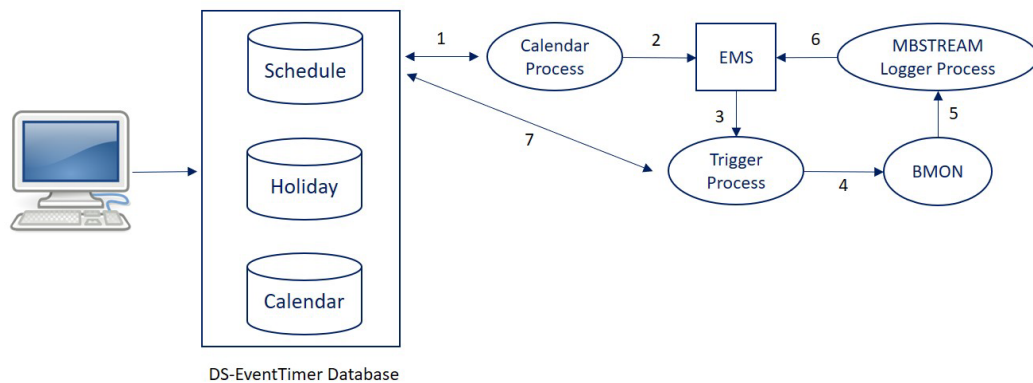 1
2
6
Schedule
Calendar
Process
EMS
MBSTREAM
Logger Process
3
5
7
Holiday
Trigger
Process
4
BMON
Calendar
DS-EventTimer Database